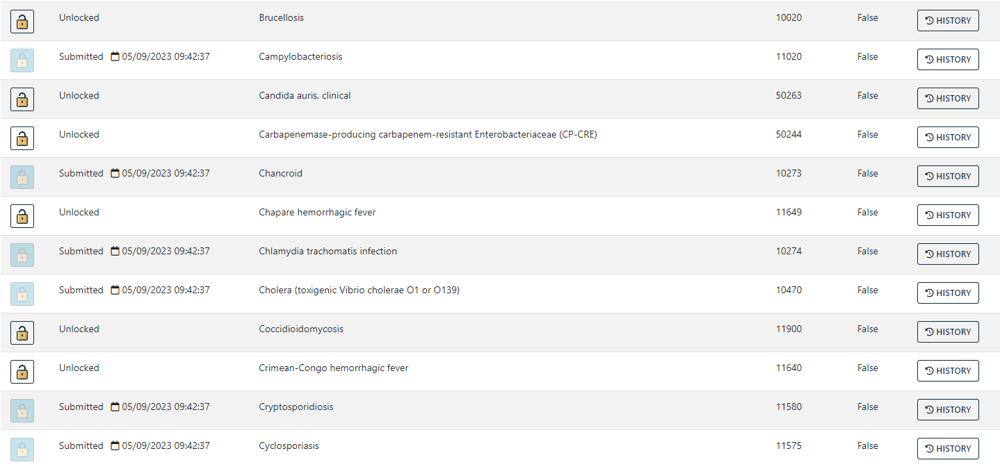 Unlocked Brucellosis 10020 False HISTORY
Submitted 05/09/2023 09:42:37 Campylobacteriosis 11020 False HISTORY
Unlocked Candida auris, clinical 50263 False HISTORY
Unlocked Carbapenemase-producing carbapenem-resistant Enterobacteriaceae (CP-CRE) 50244 False HISTORY
Submitted 05/09/2023 09:42:37 Chancroid 10273 False HISTORY
Unlocked Chapare hemorrhagic fever 11649 False HISTORY
Submitted 05/09/2023 09:42:37 Chlamydia trachomatis infection 10274 False HISTORY
Submitted 05/09/2023 09:42:37 Cholera (toxigenic Vibrio cholerae O1 or O139) 10470 False HISTORY
Unlocked Coccidioidomycosis 11900 False HISTORY
Unlocked Crimean-Congo hemorrhagic fever 11640 False HISTORY
Submitted 05/09/2023 09:42:37 Cryptosporidiosis 11580 False HISTORY
Submitted 05/09/2023 09:42:37 Cyclosporiasis 11575 False HISTORY